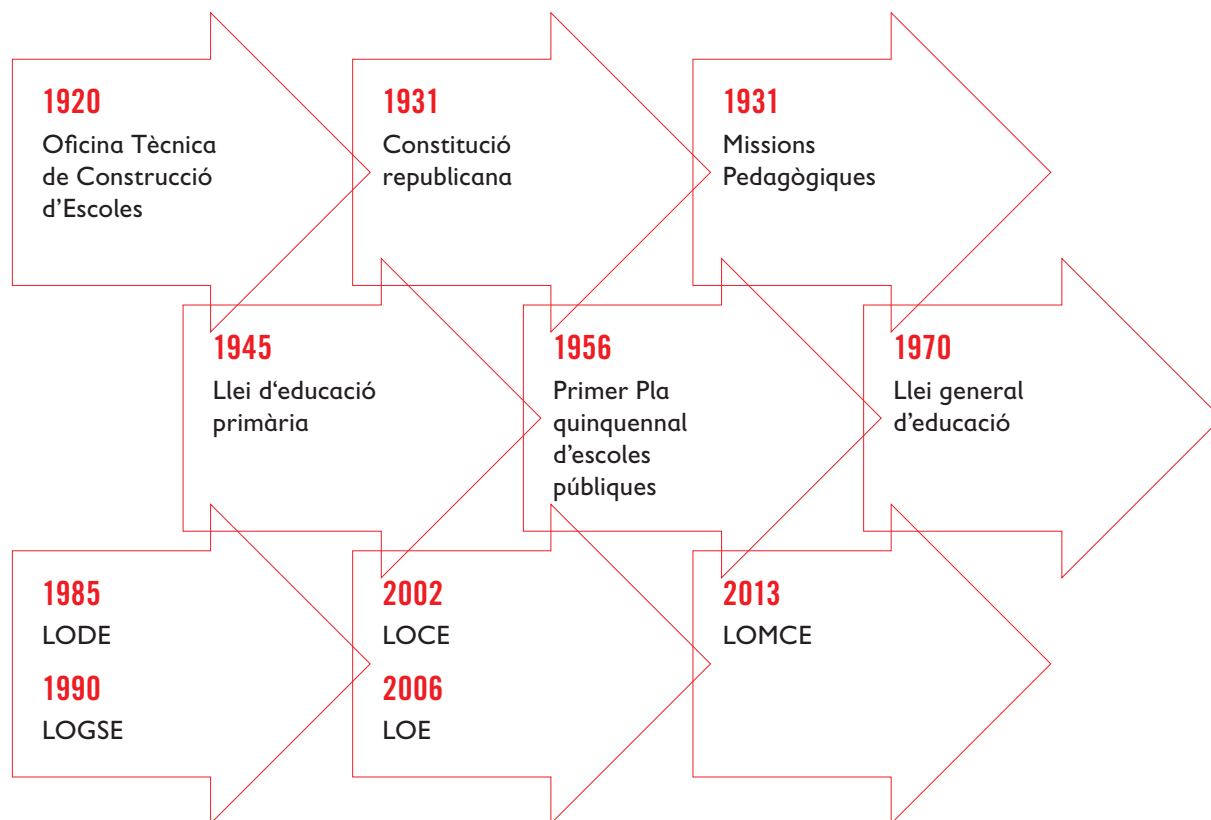 1920
Oficina Tècnica
de Construcció
d’Escoles
1931
Constitució
republicana
1931
Missions
Pedagògiques
1945
Llei d‘educació
primària
1956
Primer Pla
quinquennal
d’escoles
públiques
1970
Llei general
d’educació
1985
LODE
1990
LOGSE
2002
LOCE
2006
LOE
2013
LOMCE